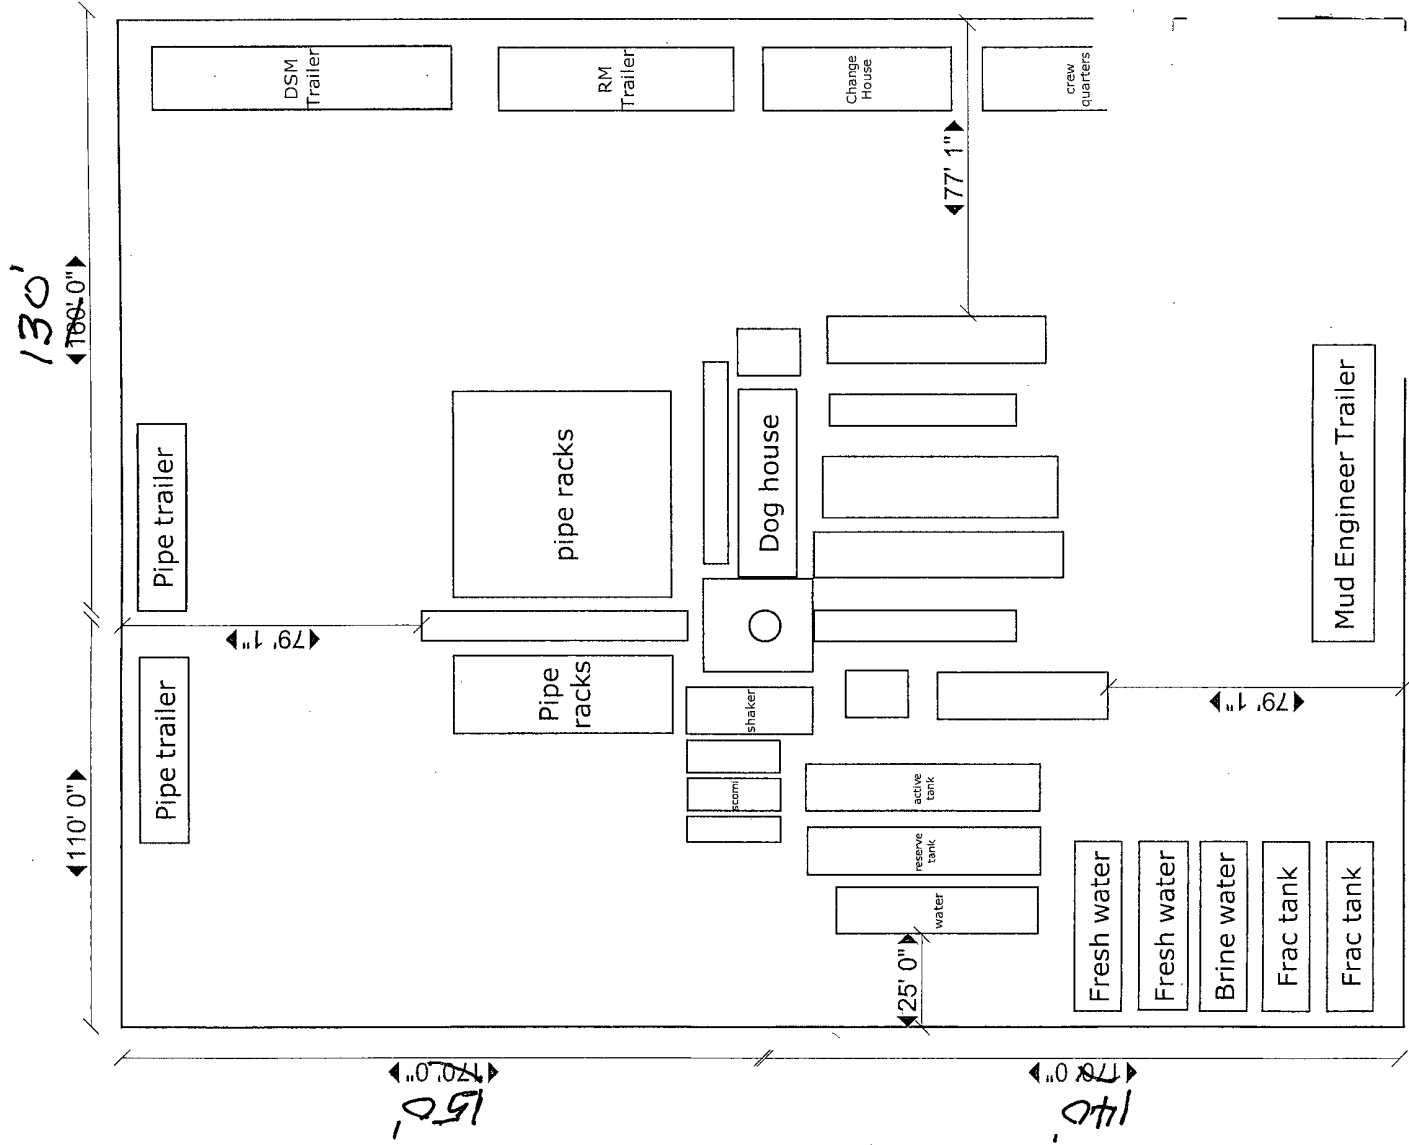 130'
160' 0"
DSM
Trailer
RM
Trailer
Change
House
crew
quarters
77' 1"
Pipe trailer
pipe racks
Dog house
Mud Engineer Trailer
79' 1"
Pipe trailer
Pipe
racks
shaker
79' 1"
110' 0"
scomi
active
tank
reserve
tank
water
25' 0"
Fresh water
Fresh water
Brine water
Frac tank
Frac tank
170' 0"
150'
170' 0"
140'